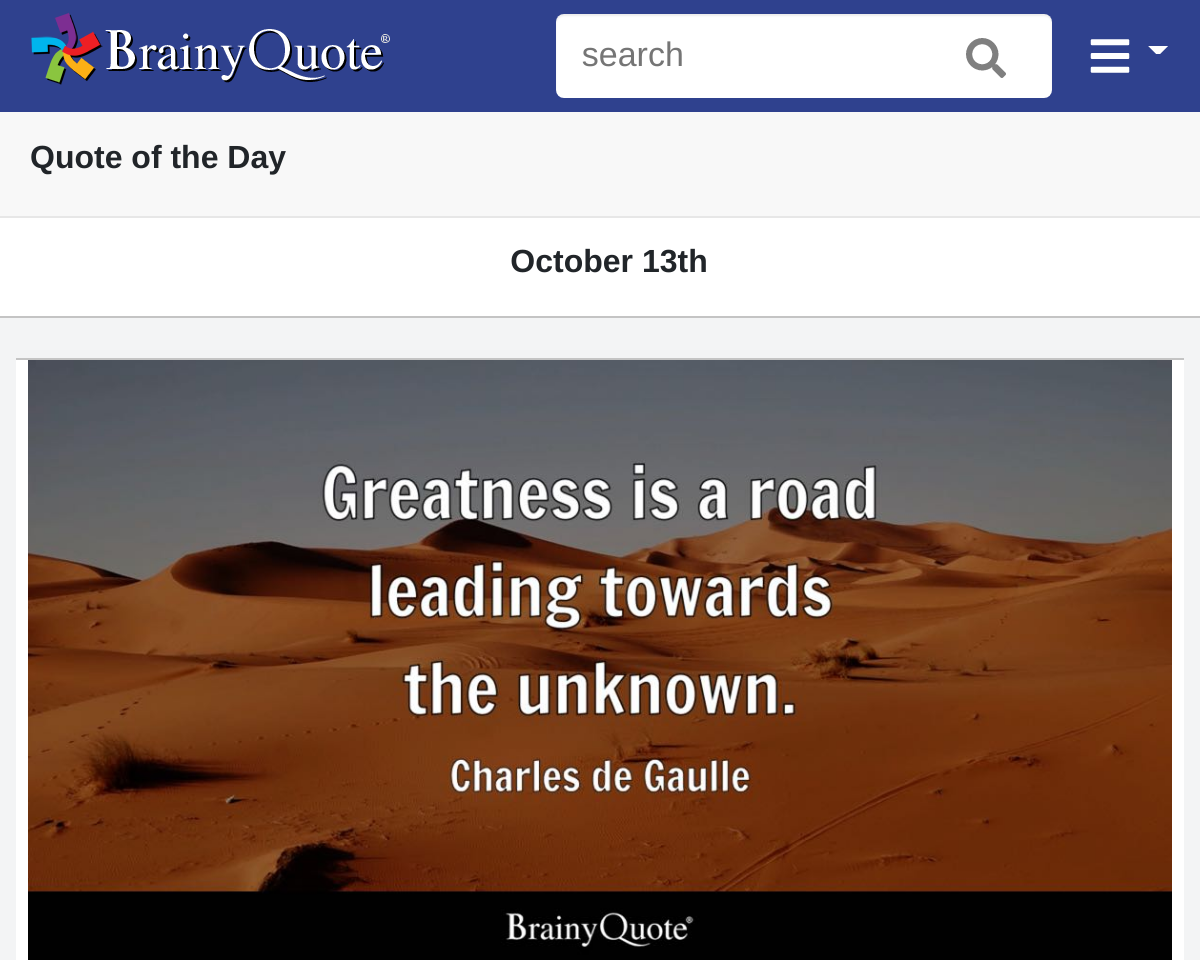 BrainyQuote®
search
Quote of the Day
October 13th
Greatness is a road
leading towards
the unknown.
Charles de Gaulle
BrainyQuote®